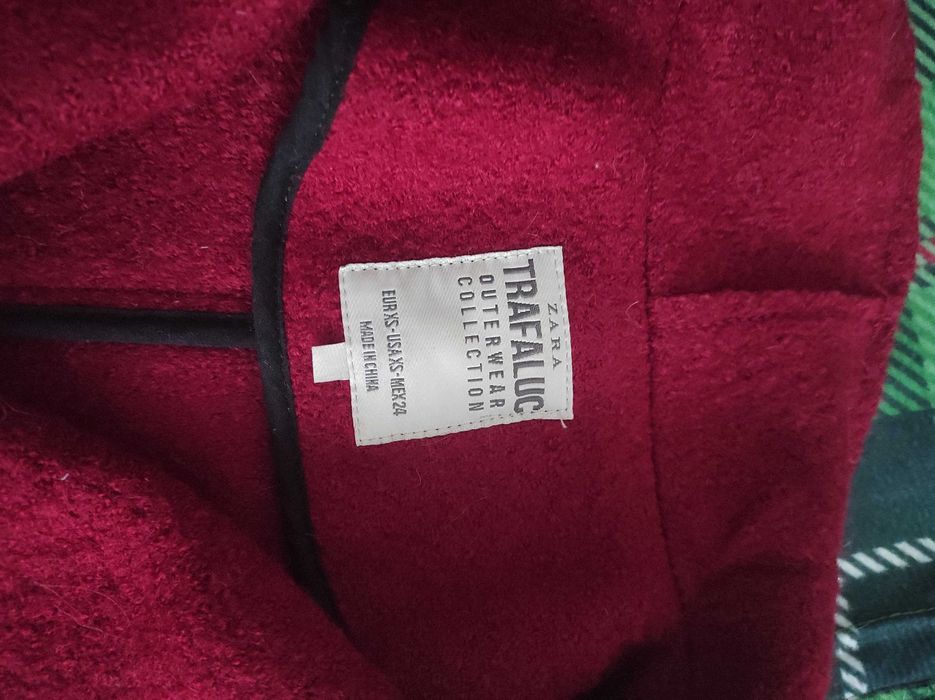 ZARA
TRAFALUC
OUTERWEAR
COLLECTION
EUR XS - USA XS - MEX 24
MADE IN CHINA